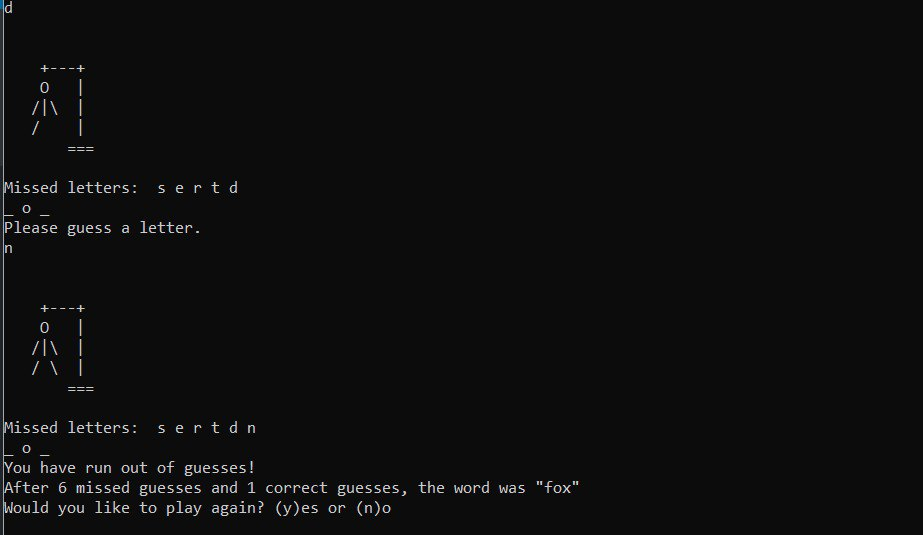 d
    +---+
    O   |
   /|\  |
   /    |
       ===
Missed letters:  s e r t d
_ o _
Please guess a letter.
n
    +---+
    O   |
   /|\  |
   / \  |
       ===
Missed letters:  s e r t d n
_ o _
You have run out of guesses!
After 6 missed guesses and 1 correct guesses, the word was "fox"
Would you like to play again? (y)es or (n)o